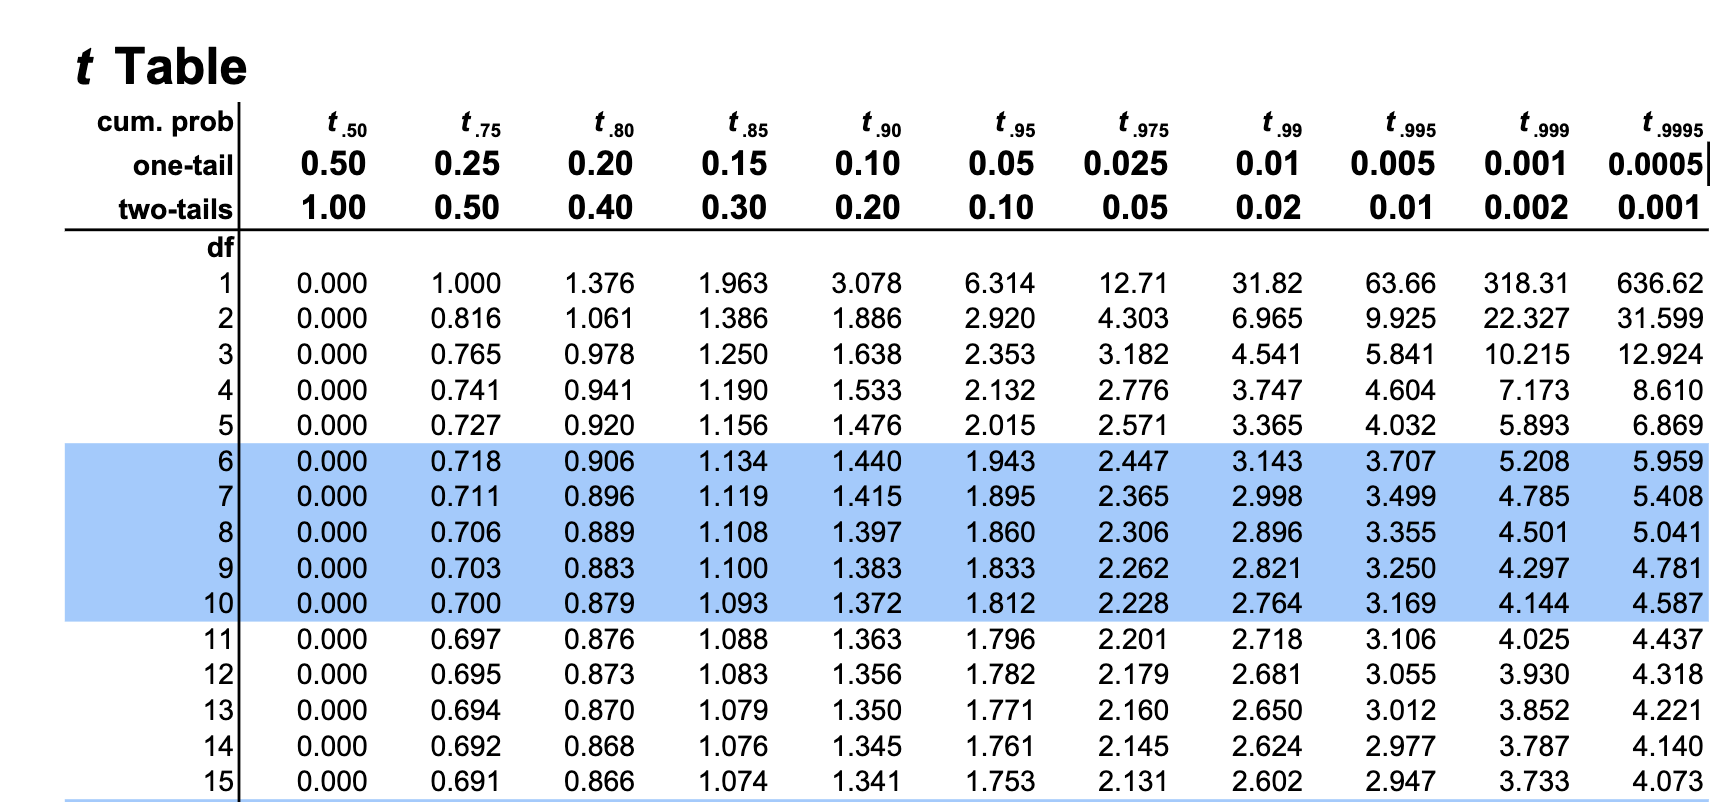 t Table
cum. prob t .50 t .75 t .80 t .85 t .90 t .95 t .975 t .99 t .995 t .999 t .9995
one-tail 0.50 0.25 0.20 0.15 0.10 0.05 0.025 0.01 0.005 0.001 0.0005
two-tails 1.00 0.50 0.40 0.30 0.20 0.10 0.05 0.02 0.01 0.002 0.001
df
1 0.000 1.000 1.376 1.963 3.078 6.314 12.71 31.82 63.66 318.31 636.62
2 0.000 0.816 1.061 1.386 1.886 2.920 4.303 6.965 9.925 22.327 31.599
3 0.000 0.765 0.978 1.250 1.638 2.353 3.182 4.541 5.841 10.215 12.924
4 0.000 0.741 0.941 1.190 1.533 2.132 2.776 3.747 4.604 7.173 8.610
5 0.000 0.727 0.920 1.156 1.476 2.015 2.571 3.365 4.032 5.893 6.869
6 0.000 0.718 0.906 1.134 1.440 1.943 2.447 3.143 3.707 5.208 5.959
7 0.000 0.711 0.896 1.119 1.415 1.895 2.365 2.998 3.499 4.785 5.408
8 0.000 0.706 0.889 1.108 1.397 1.860 2.306 2.896 3.355 4.501 5.041
9 0.000 0.703 0.883 1.100 1.383 1.833 2.262 2.821 3.250 4.297 4.781
10 0.000 0.700 0.879 1.093 1.372 1.812 2.228 2.764 3.169 4.144 4.587
11 0.000 0.697 0.876 1.088 1.363 1.796 2.201 2.718 3.106 4.025 4.437
12 0.000 0.695 0.873 1.083 1.356 1.782 2.179 2.681 3.055 3.930 4.318
13 0.000 0.694 0.870 1.079 1.350 1.771 2.160 2.650 3.012 3.852 4.221
14 0.000 0.692 0.868 1.076 1.345 1.761 2.145 2.624 2.977 3.787 4.140
15 0.000 0.691 0.866 1.074 1.341 1.753 2.131 2.602 2.947 3.733 4.073